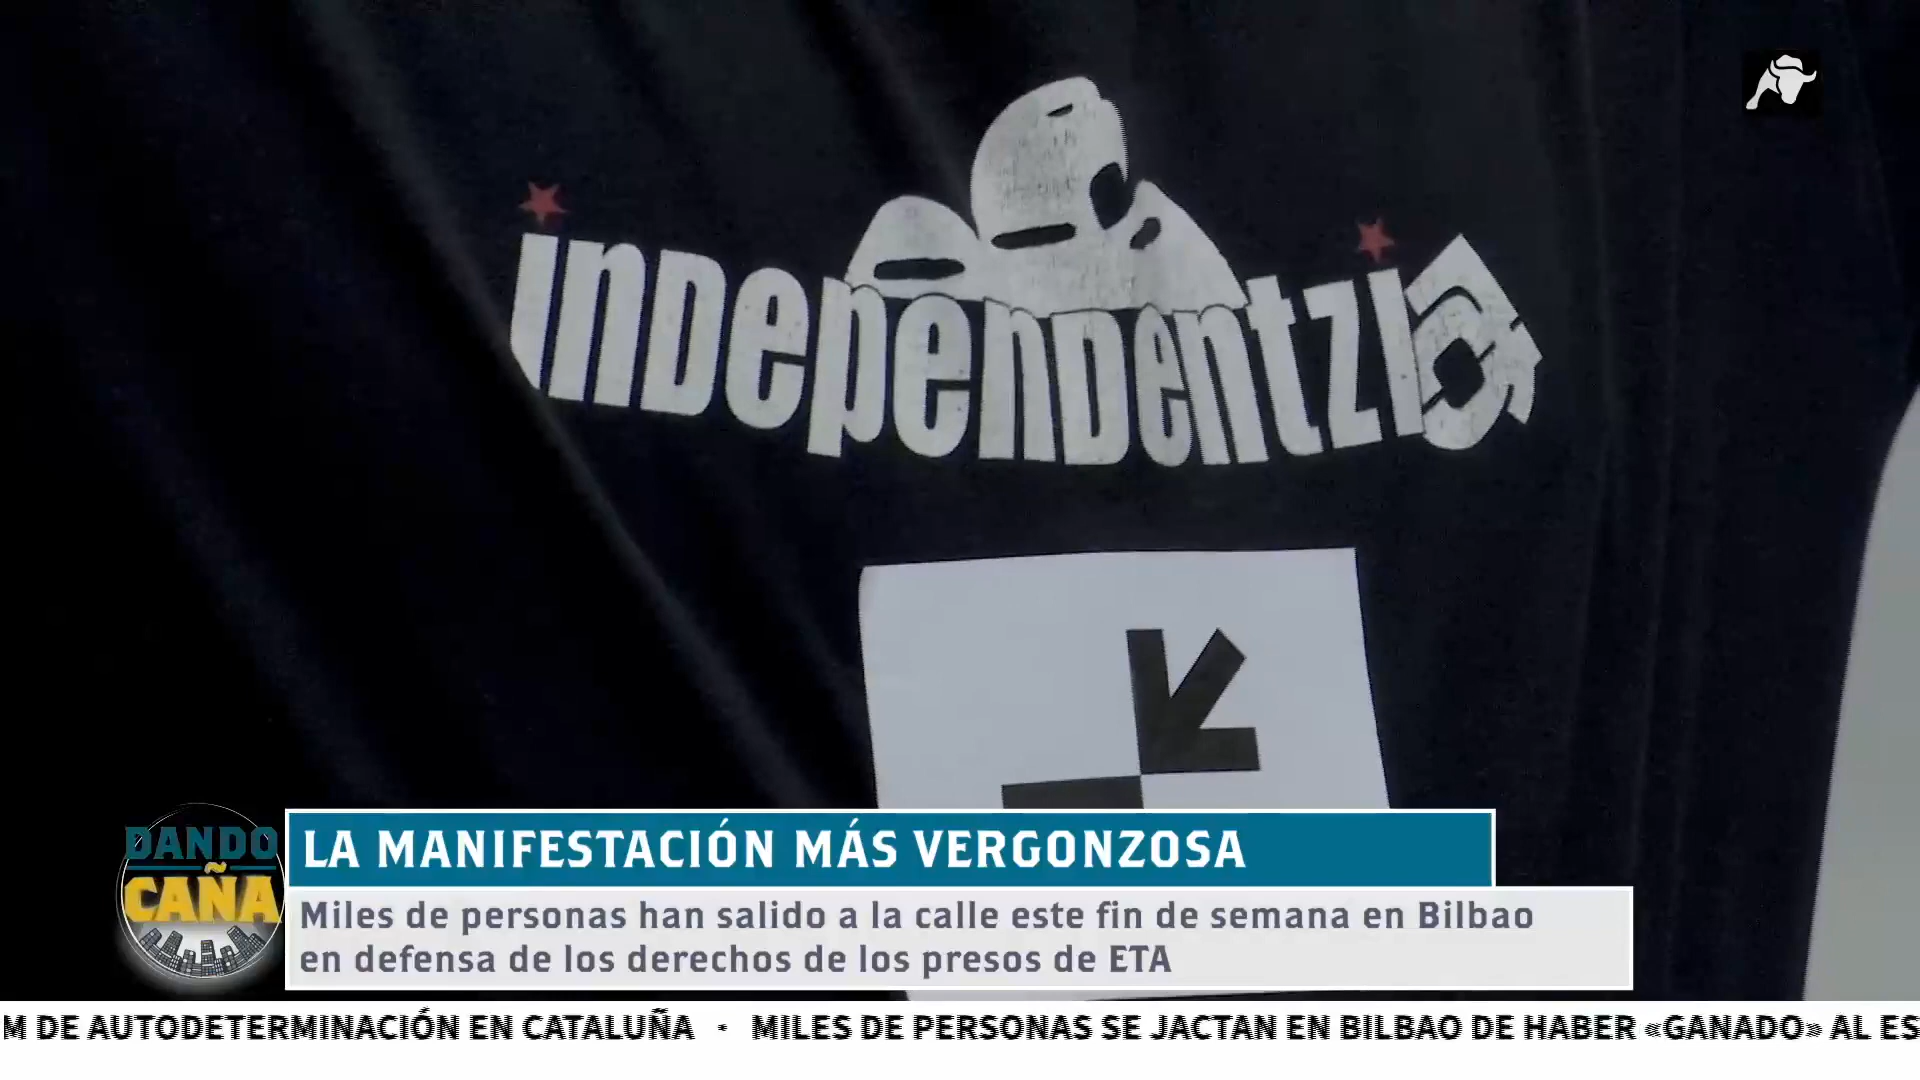 independentzia
DANDO
CAÑA
LA MANIFESTACIÓN MÁS VERGONZOSA
Miles de personas han salido a la calle este fin de semana en Bilbao
en defensa de los derechos de los presos de ETA
M DE AUTODETERMINACIÓN EN CATALUÑA · MILES DE PERSONAS SE JACTAN EN BILBAO DE HABER «GANADO» AL ES